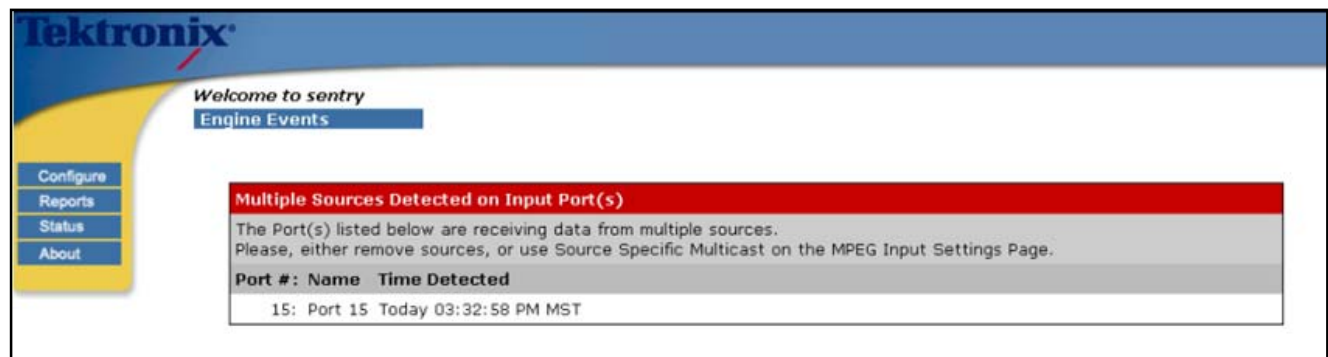 Tektronix
Welcome to sentry
Engine Events
Configure
Reports
Status
About
Multiple Sources Detected on Input Port(s)
The Port(s) listed below are receiving data from multiple sources.
Please, either remove sources, or use Source Specific Multicast on the MPEG Input Settings Page.
Port #: Name Time Detected
15: Port 15 Today 03:32:58 PM MST